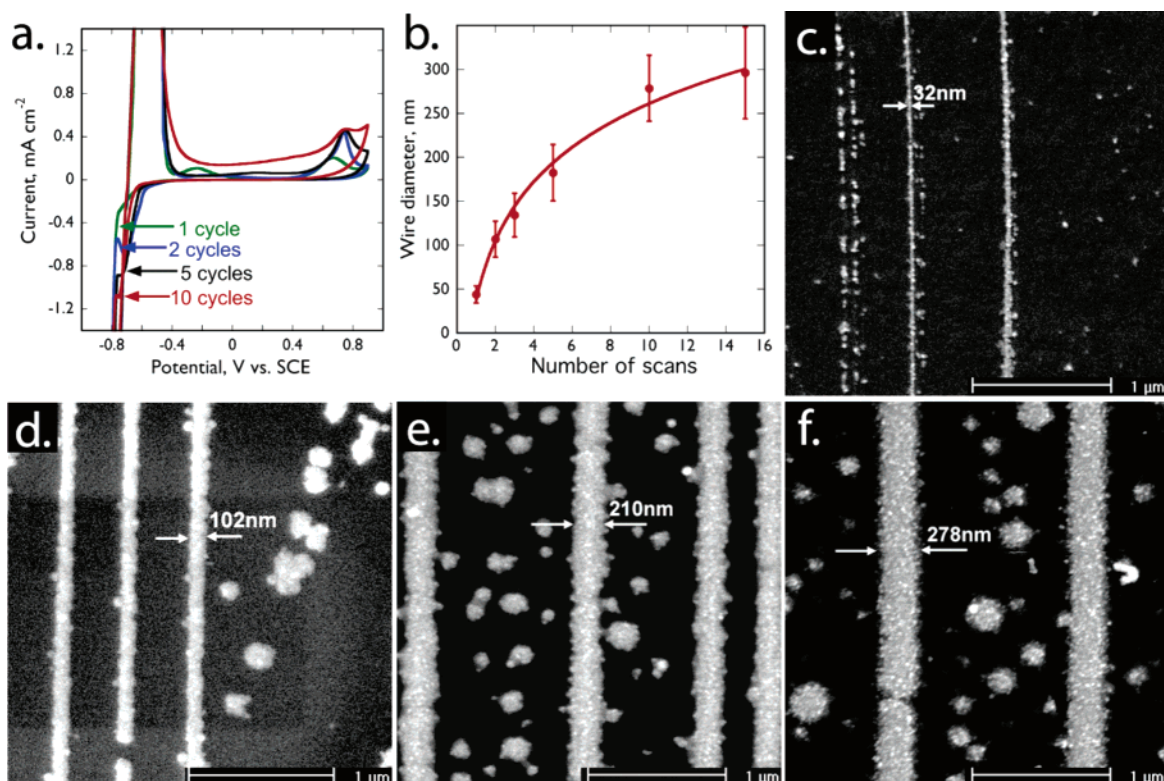 a.
1.2
0.8
0.4
0
-0.4
-0.8
-1.2
Current, mA cm-2
1 cycle
2 cycles
5 cycles
10 cycles
-0.8
-0.4
0
0.4
0.8
Potential, V vs. SCE
b.
300
250
200
150
100
50
0
Wire diameter, nm
0
2
4
6
8
10
12
14
16
Number of scans
c.
32nm
1 µm
d.
102nm
1 µm
e.
210nm
1 µm
f.
278nm
1 µm